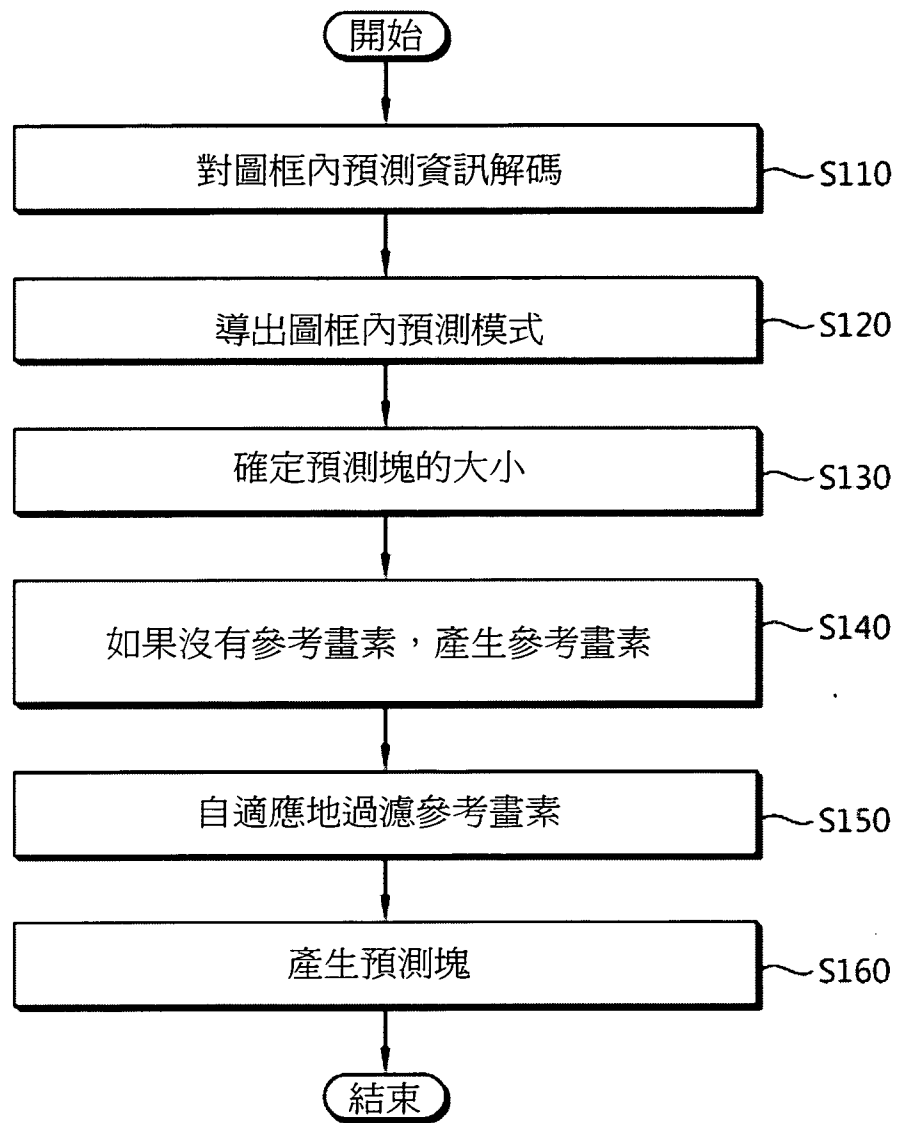 開始
對圖框內預測資訊解碼
S110
導出圖框內預測模式
S120
確定預測塊的大小
S130
如果沒有參考畫素，產生參考畫素
S140
自適應地過濾參考畫素
S150
產生預測塊
S160
結束